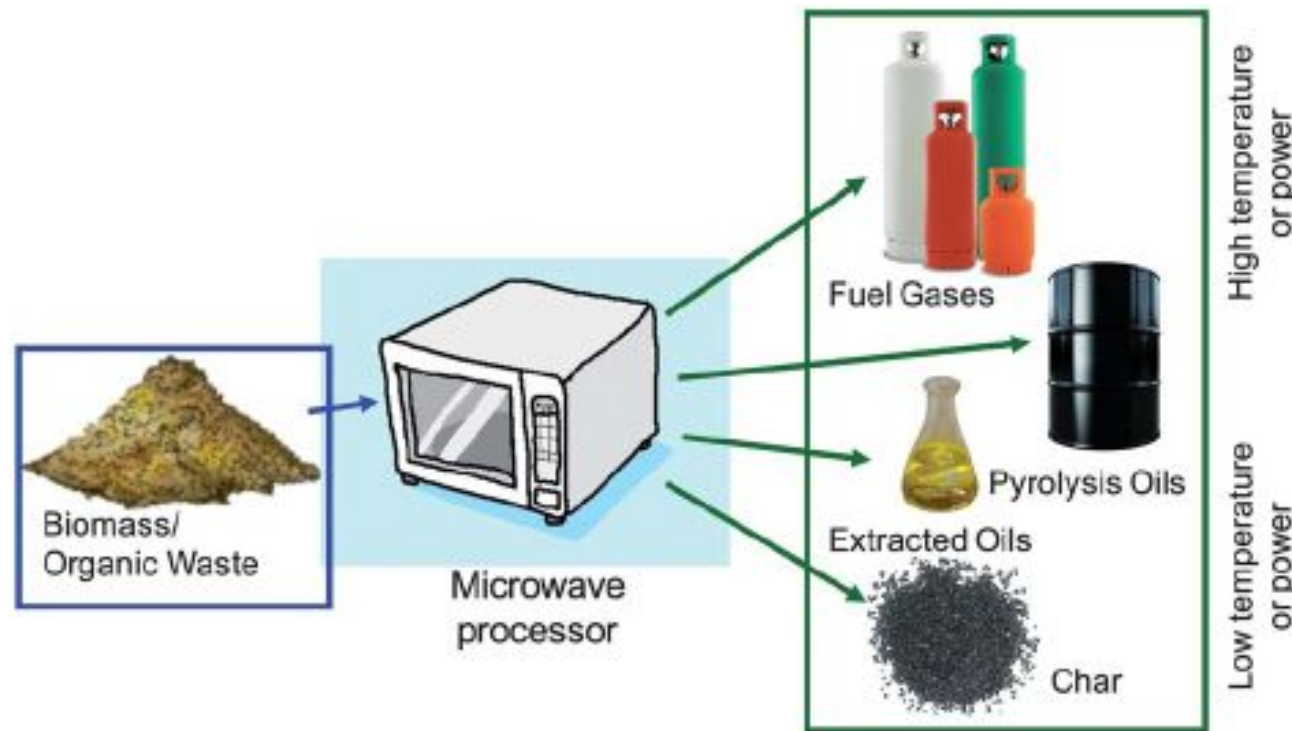 Biomass/
Organic Waste
Microwave
processor
Fuel Gases
Pyrolysis Oils
Extracted Oils
Char
High temperature
or power
Low temperature
or power